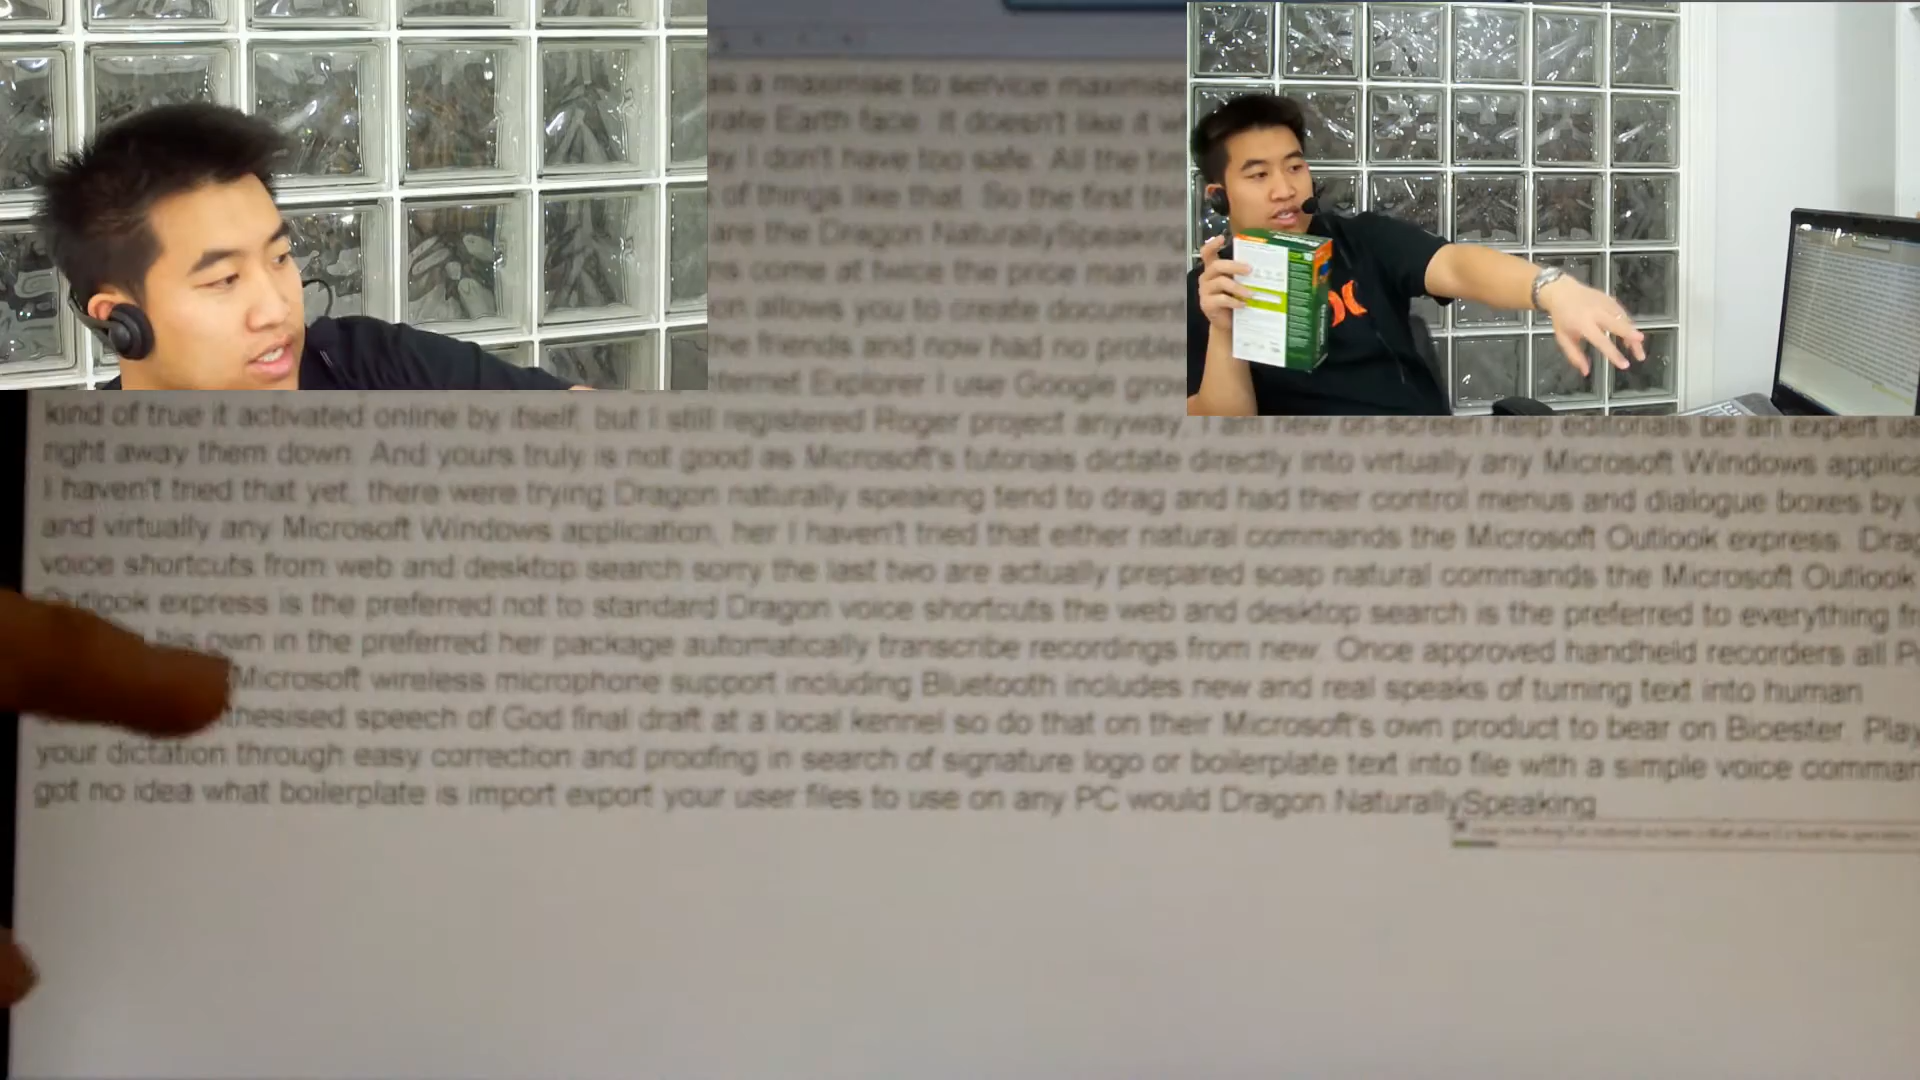 as a maximise to service maximise
rate Earth face. It doesn't like it
ay I don't have too safe. All the
s of things like that. So the first
are the Dragon NaturallySpeaking
ns come at twice the price man
on allows you to create document
he friends and now had no
nternet Explorer I use Google
kind of true it activated online by itself, but I still registered Roger project anyway, I am new on-screen help editorials be an expert
right away them down. And yours truly is not good as Microsoft's tutorials dictate directly into virtually any Microsoft Windows
I haven't tried that yet, there were trying Dragon naturally speaking tend to drag and had their control menus and dialogue boxes by
and virtually any Microsoft Windows application, her I haven't tried that either natural commands the Microsoft Outlook express.
voice shortcuts from web and desktop search sorry the last two are actually prepared soap natural commands the Microsoft Outlook
Outlook express is the preferred not to standard Dragon voice shortcuts the web and desktop search is the preferred to everything
his own in the preferred her package automatically transcribe recordings from new. Once approved handheld recorders all
Microsoft wireless microphone support including Bluetooth includes new and real speaks of turning text into human
thesised speech of God final draft at a local kennel so do that on their Microsoft's own product to bear on Bicester. Play
your dictation through easy correction and proofing in search of signature logo or boilerplate text into file with a simple voice
got no idea what boilerplate is import export your user files to use on any PC would Dragon NaturallySpeaking